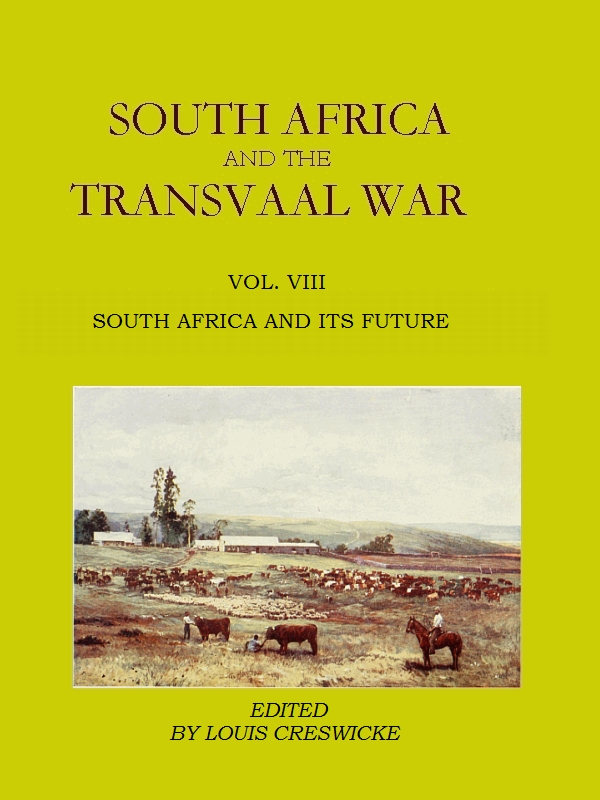 SOUTH AFRICA
AND THE
TRANSVAAL WAR
VOL. VIII
SOUTH AFRICA AND ITS FUTURE
EDITED
BY LOUIS CRESWICKE